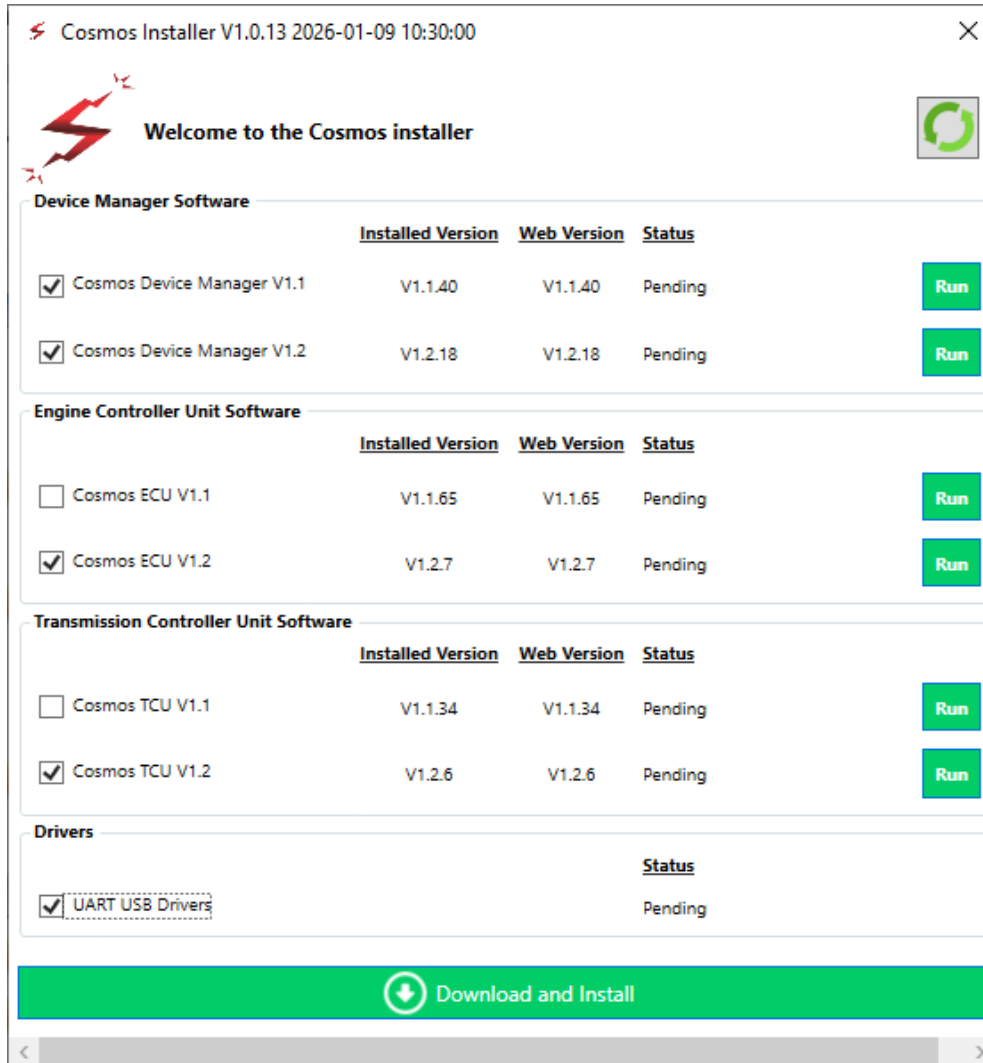 Cosmos Installer V1.0.13 2026-01-09 10:30:00
Welcome to the Cosmos installer
Device Manager Software
Installed Version Web Version Status
Cosmos Device Manager V1.1 V1.1.40 V1.1.40 Pending Run
Cosmos Device Manager V1.2 V1.2.18 V1.2.18 Pending Run
Engine Controller Unit Software
Installed Version Web Version Status
Cosmos ECU V1.1 V1.1.65 V1.1.65 Pending Run
Cosmos ECU V1.2 V1.2.7 V1.2.7 Pending Run
Transmission Controller Unit Software
Installed Version Web Version Status
Cosmos TCU V1.1 V1.1.34 V1.1.34 Pending Run
Cosmos TCU V1.2 V1.2.6 V1.2.6 Pending Run
Drivers
Status
UART USB Drivers Pending
Download and Install